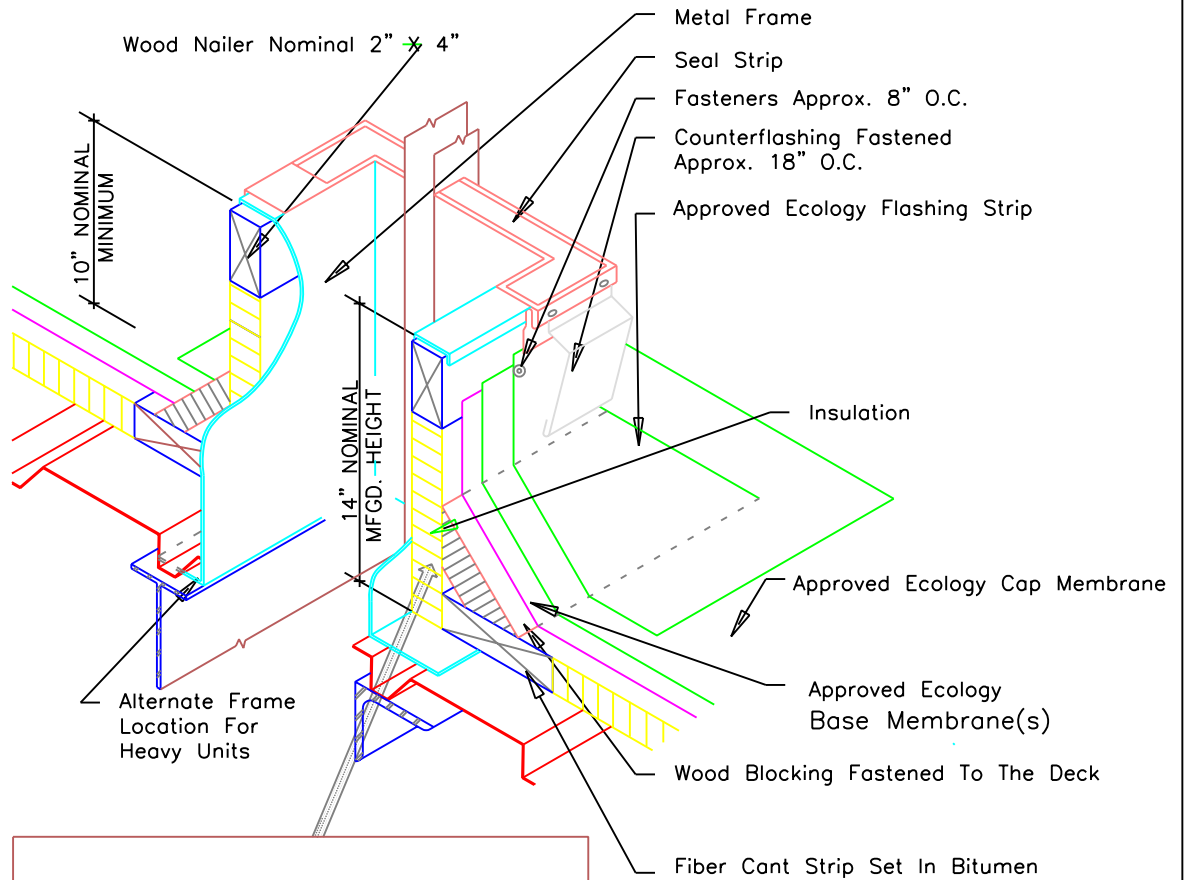 Metal Frame
Wood Nailer Nominal 2" X 4"
Seal Strip
Fasteners Approx. 8" O.C.
Counterflashing Fastened
Approx. 18" O.C.
10" NOMINAL
MINIMUM
Approved Ecology Flashing Strip
14" NOMINAL
MFGD. HEIGHT
Insulation
Approved Ecology Cap Membrane
Alternate Frame
Location For
Heavy Units
Approved Ecology
Base Membrane(s)
Wood Blocking Fastened To The Deck
Fiber Cant Strip Set In Bitumen